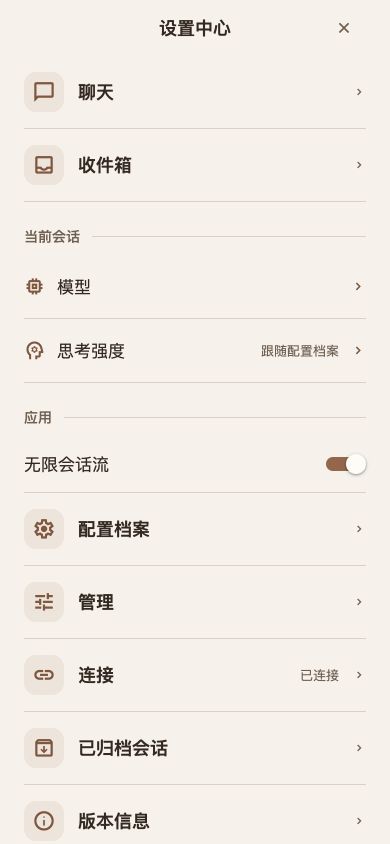 设置中心
聊天
收件箱
当前会话
模型
思考强度 跟随配置档案
应用
无限会话流
配置档案
管理
连接 已连接
已归档会话
版本信息